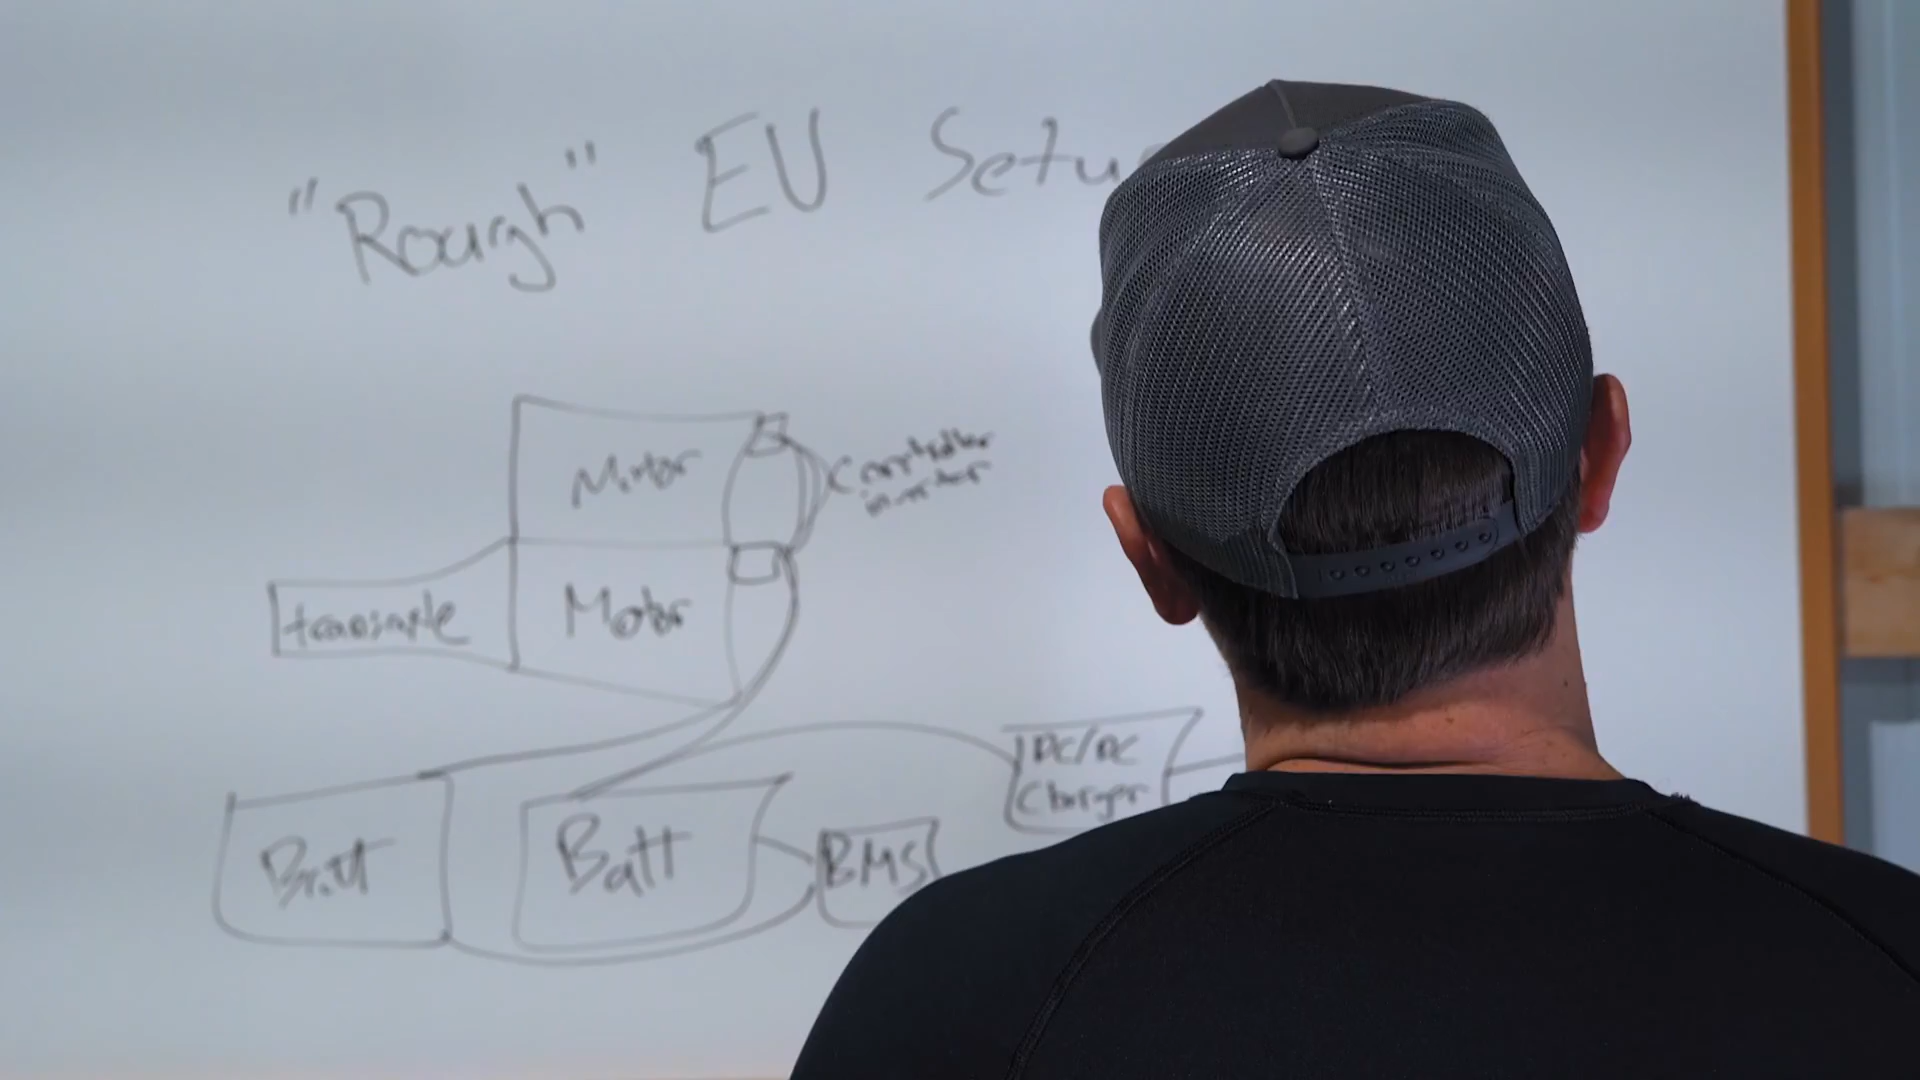 "Rough" EV Setu
Motor
Controller
inverter
transaxle
Motor
DC/DC
Charger
Batt
Batt
BMS